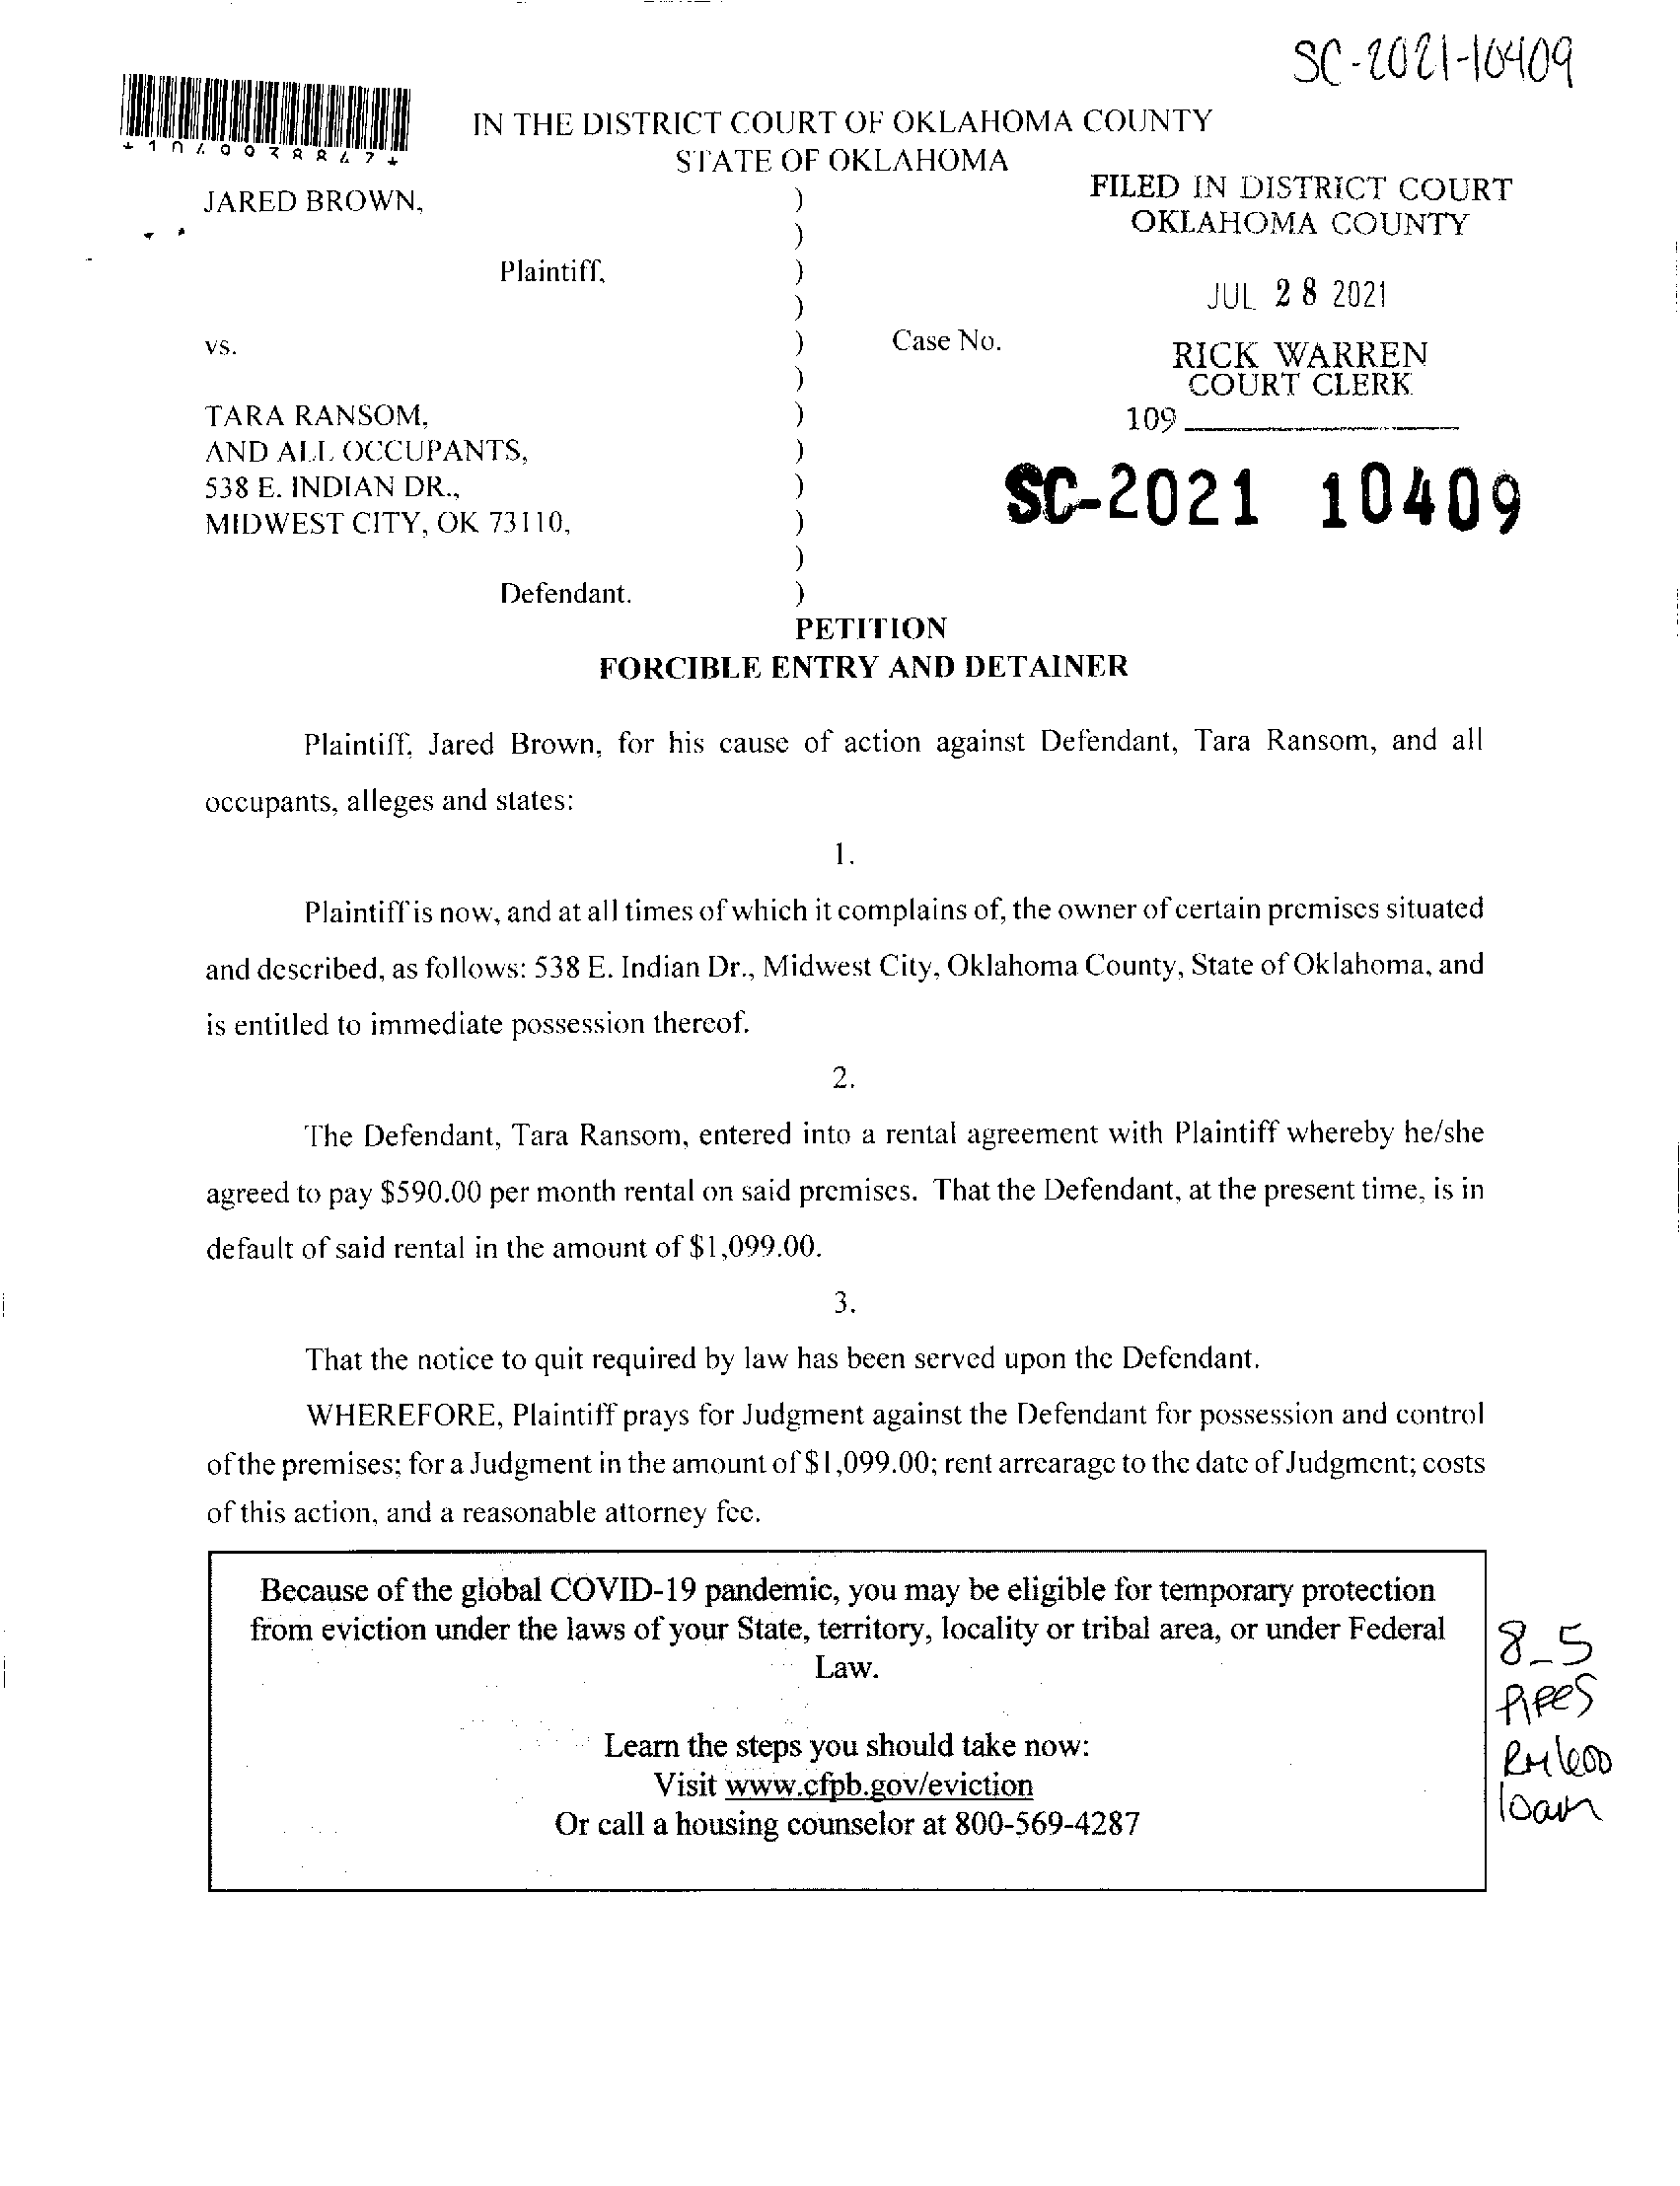 SC-2021-10409
IN THE DISTRICT COURT OF OKLAHOMA COUNTY
STATE OF OKLAHOMA
FILED IN DISTRICT COURT
OKLAHOMA COUNTY
JUL 28 2021
RICK WARREN
COURT CLERK
109
JARED BROWN,
Plaintiff,
vs.
Case No.
TARA RANSOM,
AND ALL OCCUPANTS,
538 E. INDIAN DR.,
MIDWEST CITY, OK 73110,
SC-2021 10409
Defendant.
PETITION
FORCIBLE ENTRY AND DETAINER
Plaintiff, Jared Brown, for his cause of action against Defendant, Tara Ransom, and all
occupants, alleges and states:
1.
Plaintiff is now, and at all times of which it complains of, the owner of certain premises situated
and described, as follows: 538 E. Indian Dr., Midwest City, Oklahoma County, State of Oklahoma, and
is entitled to immediate possession thereof.
2.
The Defendant, Tara Ransom, entered into a rental agreement with Plaintiff whereby he/she
agreed to pay $590.00 per month rental on said premises. That the Defendant, at the present time, is in
default of said rental in the amount of $1,099.00.
3.
That the notice to quit required by law has been served upon the Defendant.
WHEREFORE, Plaintiff prays for Judgment against the Defendant for possession and control
of the premises; for a Judgment in the amount of $1,099.00; rent arrearage to the date of Judgment; costs
of this action, and a reasonable attorney fee.
Because of the global COVID-19 pandemic, you may be eligible for temporary protection
from eviction under the laws of your State, territory, locality or tribal area, or under Federal
Law.
Learn the steps you should take now:
Visit www.cfpb.gov/eviction
Or call a housing counselor at 800-569-4287
8-5